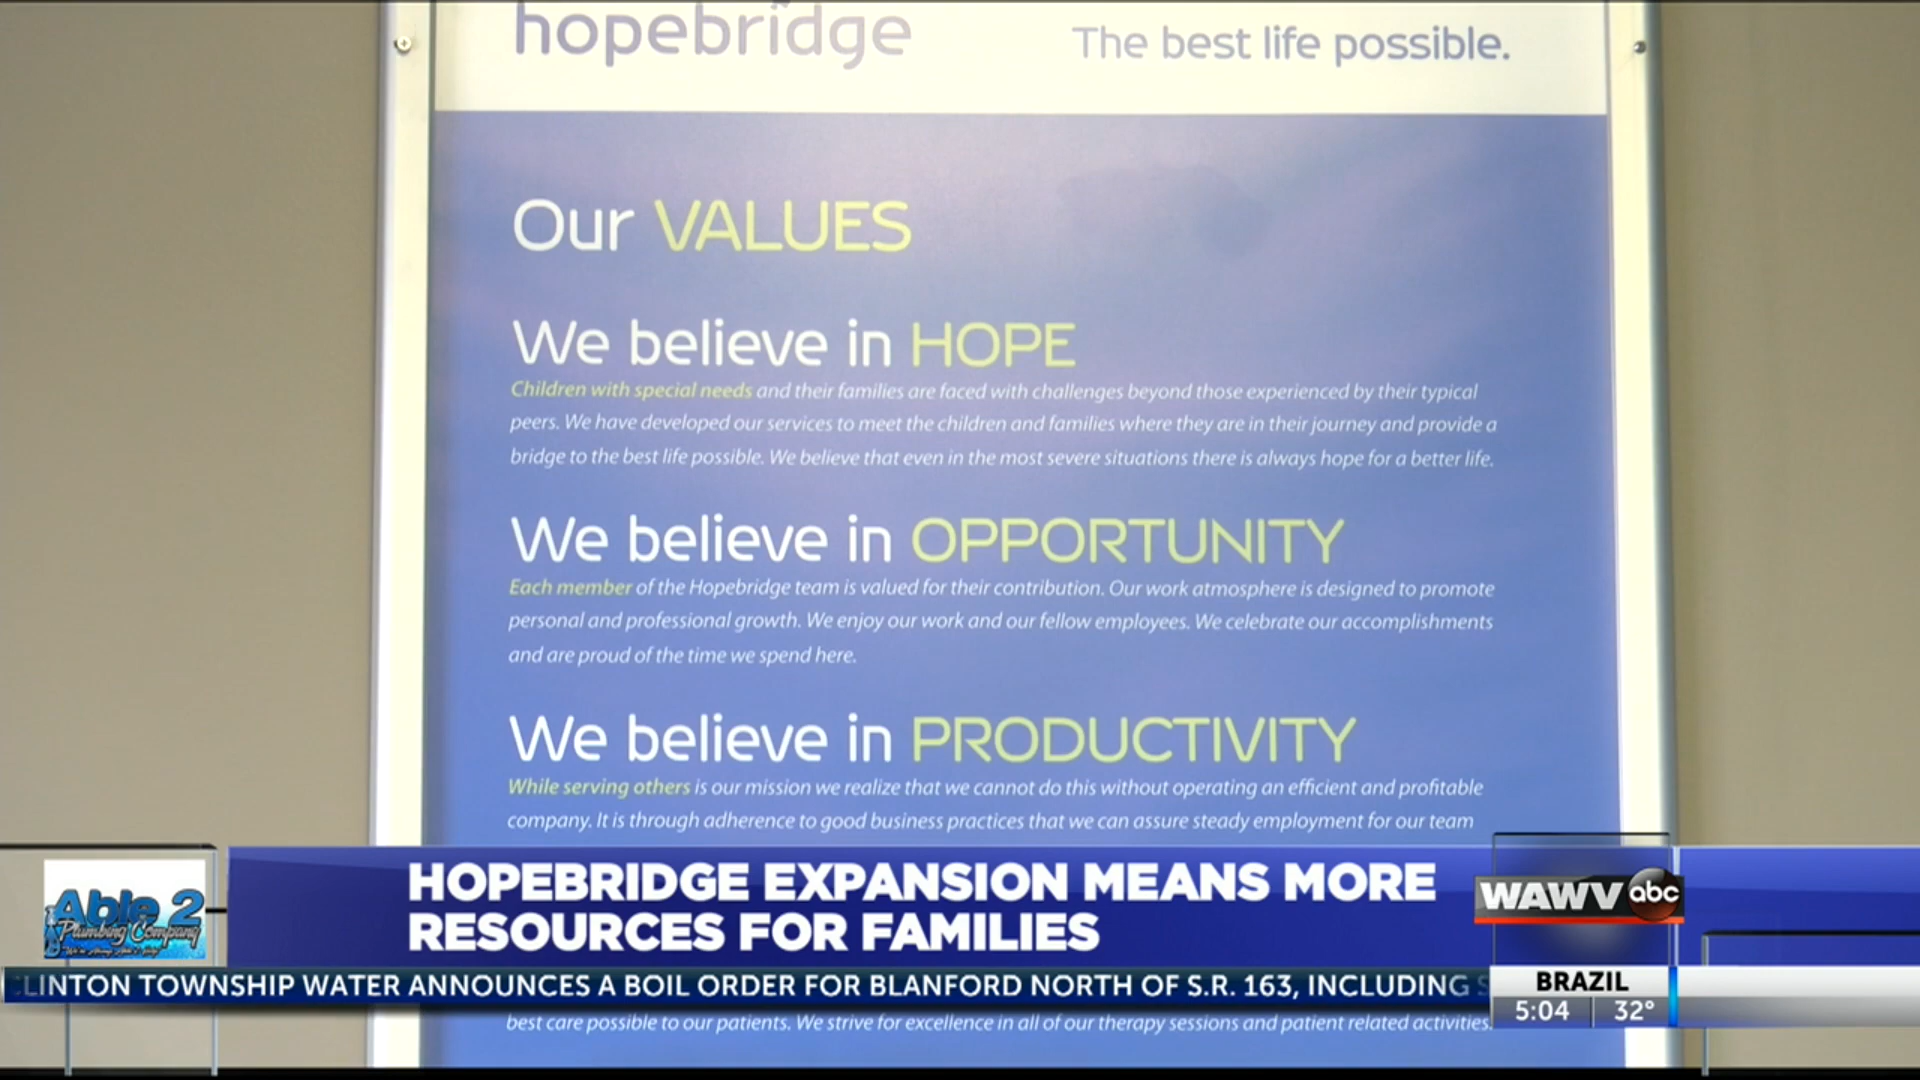 hopebridge
The best life possible.
Our VALUES
We believe in HOPE
Children with special needs and their families are faced with challenges beyond those experienced by their typical
peers. We have developed our services to meet the children and families where they are in their journey and provide a
bridge to the best life possible. We believe that even in the most severe situations there is always hope for a better life.
We believe in OPPORTUNITY
Each member of the Hopebridge team is valued for their contribution. Our work atmosphere is designed to promote
personal and professional growth. We enjoy our work and our fellow employees. We celebrate our accomplishments
and are proud of the time we spend here.
We believe in PRODUCTIVITY
While serving others is our mission we realize that we cannot do this without operating an efficient and profitable
company. It is through adherence to good business practices that we can assure steady employment for our team
Able 2
Plumbing Company
HOPEBRIDGE EXPANSION MEANS MORE
RESOURCES FOR FAMILIES
WAWV abc
CLINTON TOWNSHIP WATER ANNOUNCES A BOIL ORDER FOR BLANFORD NORTH OF S.R. 163, INCLUDING
BRAZIL
5:04 32°
best care possible to our patients. We strive for excellence in all of our therapy sessions and patient related activities.